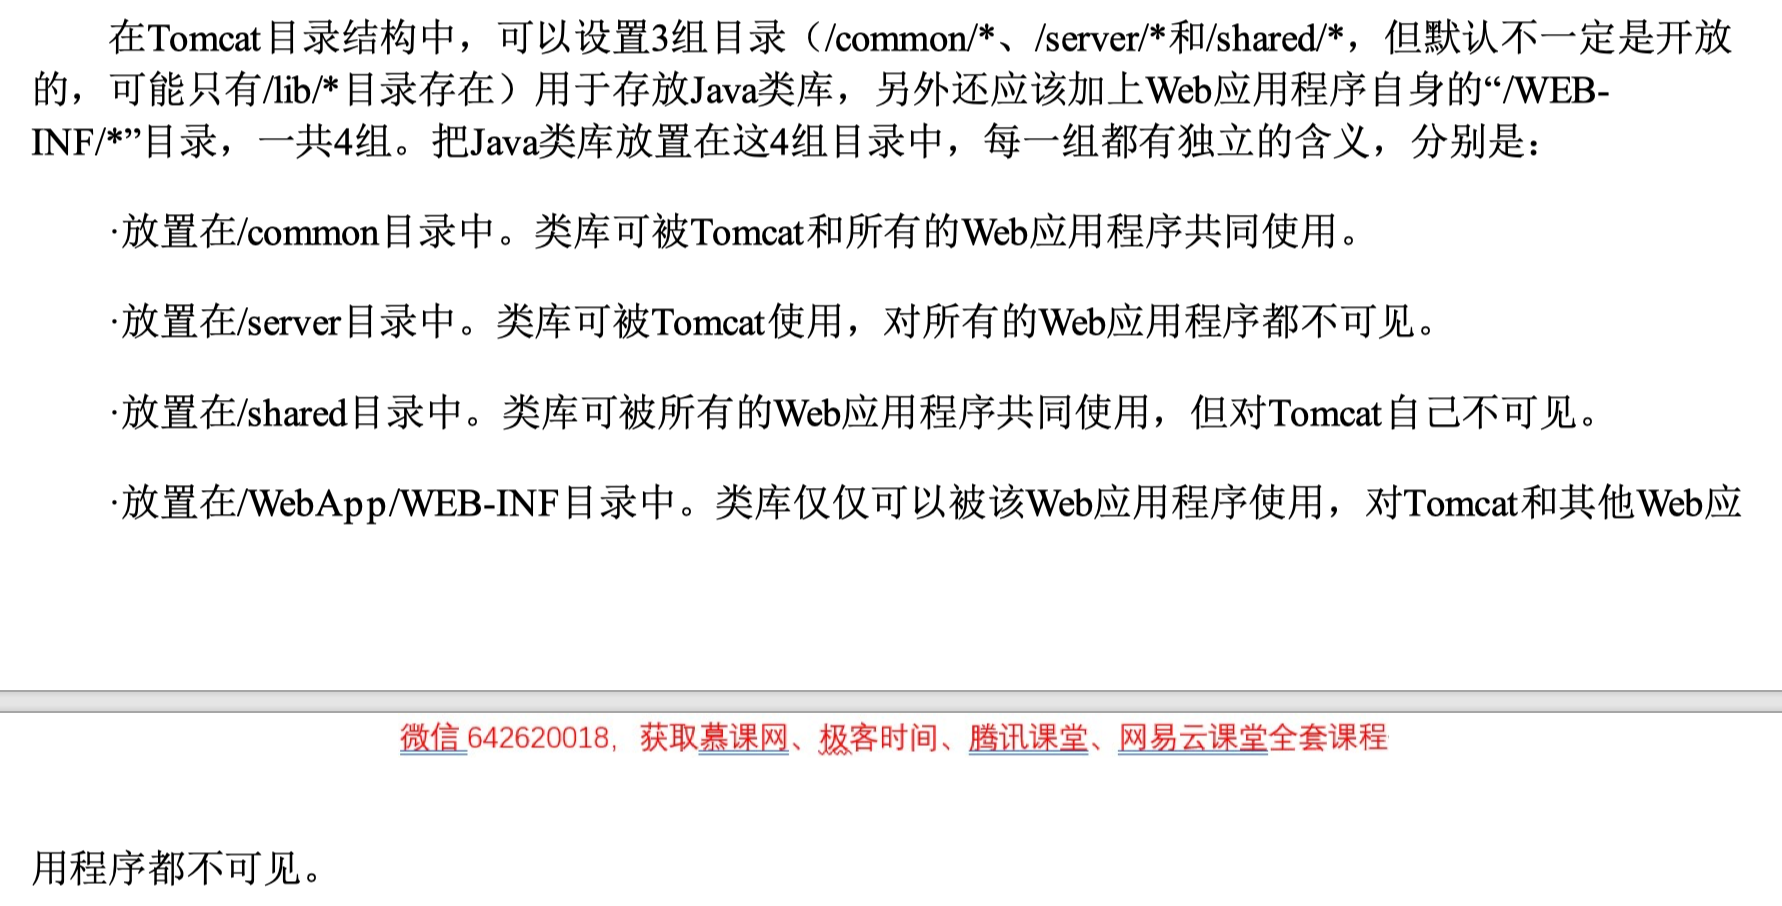 在Tomcat目录结构中，可以设置3组目录（/common/*、/server/*和/shared/*，但默认不一定是开放
的，可能只有/lib/*目录存在）用于存放Java类库，另外还应该加上Web应用程序自身的“/WEB-
INF/*”目录，一共4组。把Java类库放置在这4组目录中，每一组都有独立的含义，分别是：
·放置在/common目录中。类库可被Tomcat和所有的Web应用程序共同使用。
·放置在/server目录中。类库可被Tomcat使用，对所有的Web应用程序都不可见。
·放置在/shared目录中。类库可被所有的Web应用程序共同使用，但对Tomcat自己不可见。
·放置在/WebApp/WEB-INF目录中。类库仅仅可以被该Web应用程序使用，对Tomcat和其他Web应
微信 642620018，获取慕课网、极客时间、腾讯课堂、网易云课堂全套课程
用程序都不可见。